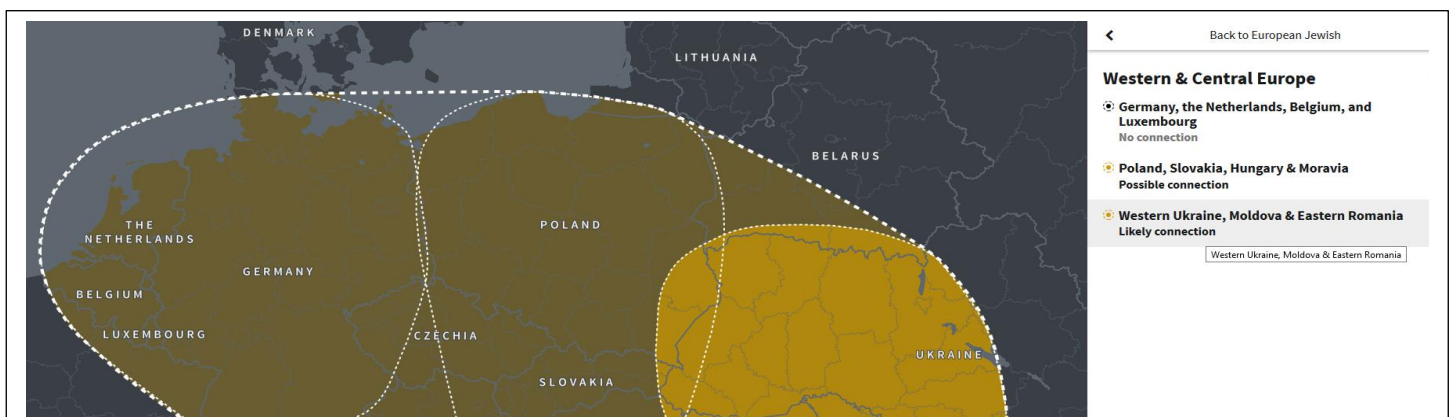 DENMARK
LITHUANIA
BELARUS
THE
NETHERLANDS
POLAND
GERMANY
BELGIUM
LUXEMBOURG
CZECHIA
UKRAINE
SLOVAKIA
Back to European Jewish
Western & Central Europe
Germany, the Netherlands, Belgium, and
Luxembourg
No connection
Poland, Slovakia, Hungary & Moravia
Possible connection
Western Ukraine, Moldova & Eastern Romania
Likely connection
Western Ukraine, Moldova & Eastern Romania